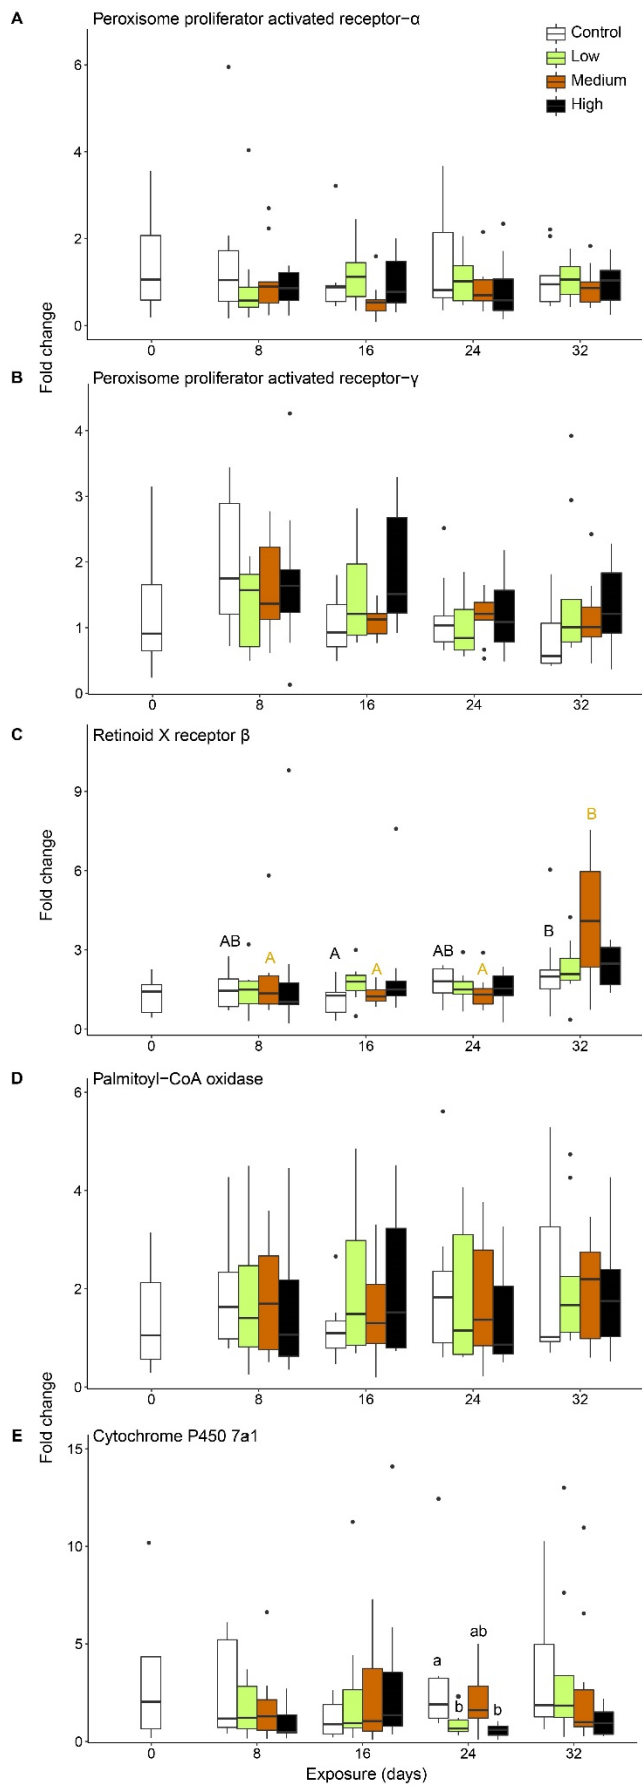 A Peroxisome proliferator activated receptor-α
Control
Low
Medium
High
6
4
2
0
0 8 16 24 32
Fold change
B Peroxisome proliferator activated receptor-γ
4
3
2
1
0
0 8 16 24 32
C Retinoid X receptor β
9
6
3
0
Fold change
AB A A A AB A B B
0 8 16 24 32
D Palmitoyl-CoA oxidase
6
4
2
0
0 8 16 24 32
Fold change
E Cytochrome P450 7a1
15
10
5
0
a b ab b
0 8 16 24 32
Exposure (days)